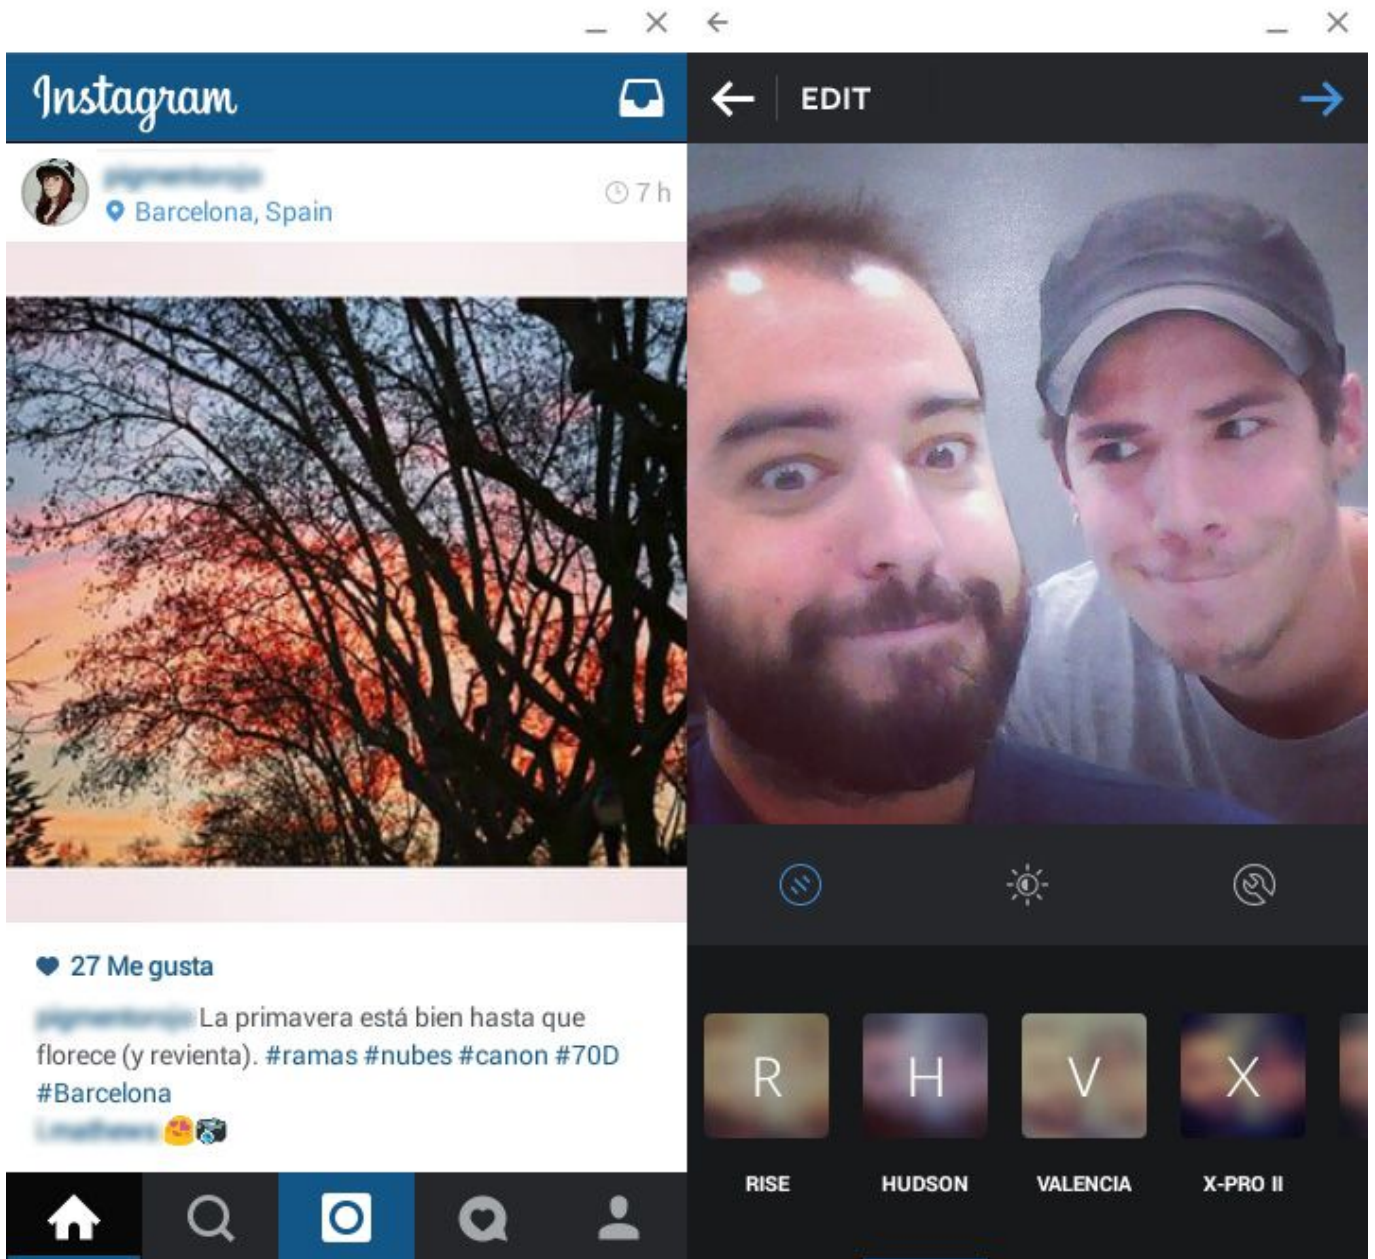 Instagram
Barcelona, Spain
7 h
27 Me gusta
La primavera está bien hasta que
florece (y revienta). #ramas #nubes #canon #70D
#Barcelona
EDIT
R
H
V
X
RISE
HUDSON
VALENCIA
X-PRO II